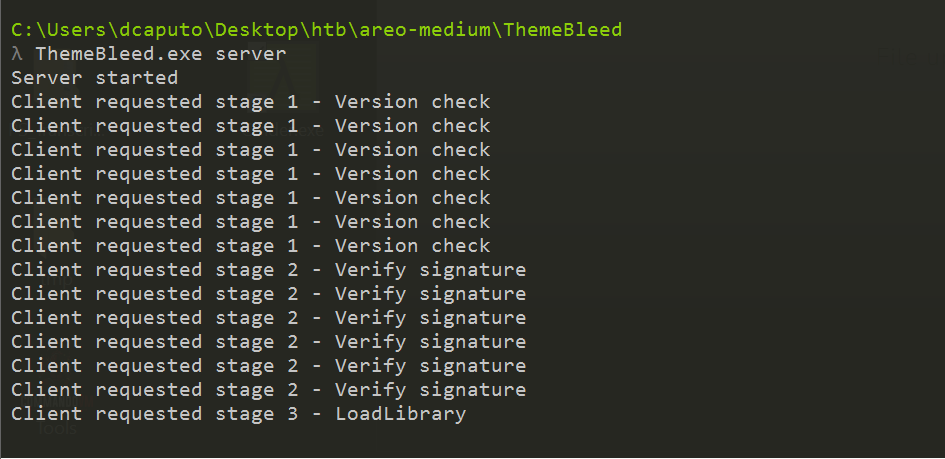 C:\Users\dcaputo\Desktop\htb\areo-medium\ThemeBleed
λ ThemeBleed.exe server
Server started
Client requested stage 1 - Version check
Client requested stage 1 - Version check
Client requested stage 1 - Version check
Client requested stage 1 - Version check
Client requested stage 1 - Version check
Client requested stage 1 - Version check
Client requested stage 1 - Version check
Client requested stage 2 - Verify signature
Client requested stage 2 - Verify signature
Client requested stage 2 - Verify signature
Client requested stage 2 - Verify signature
Client requested stage 2 - Verify signature
Client requested stage 2 - Verify signature
Client requested stage 3 - LoadLibrary
Tools